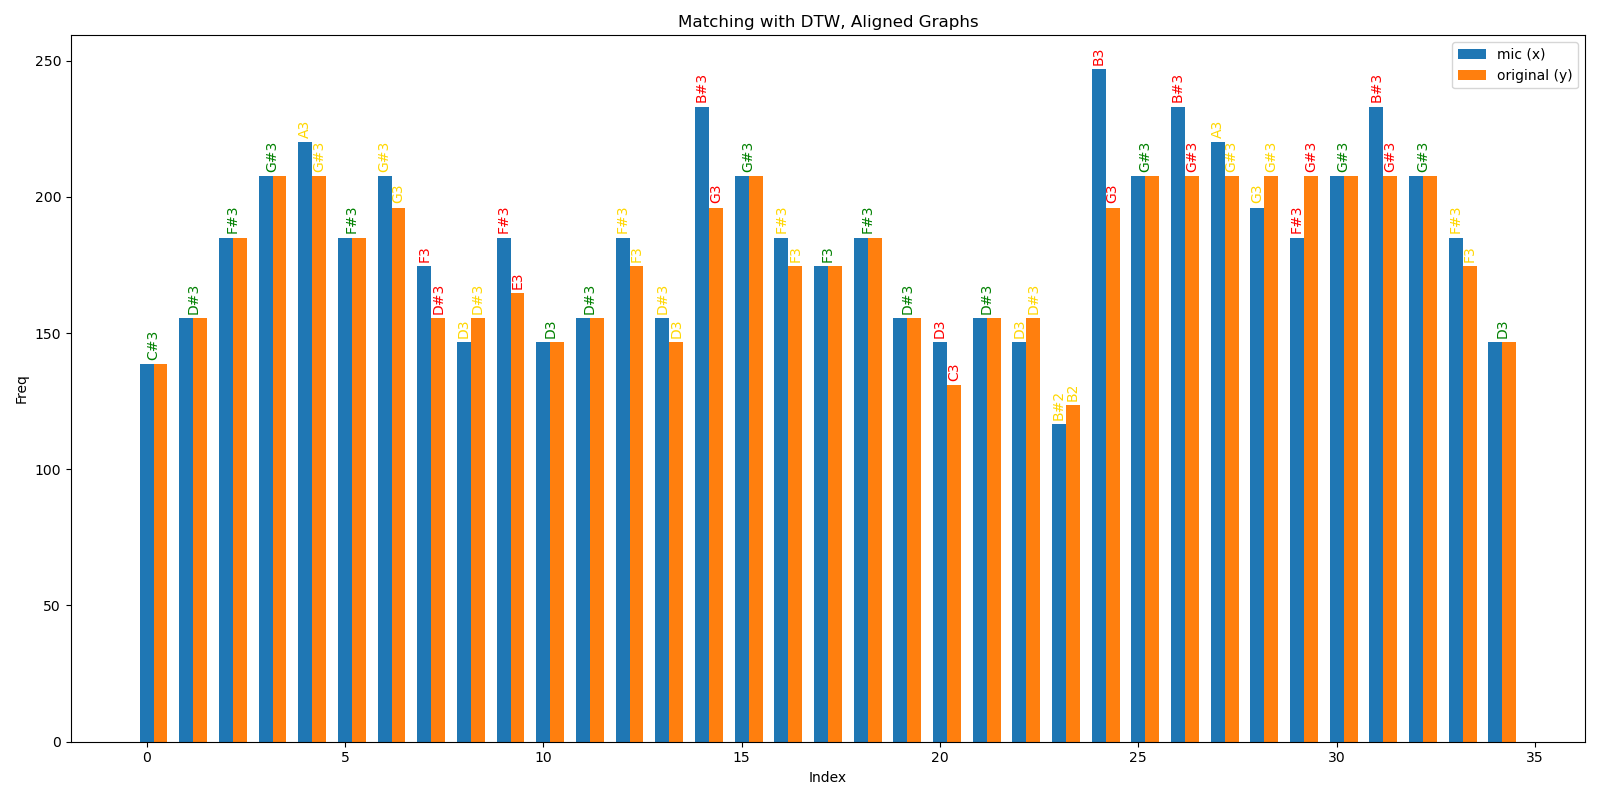 Matching with DTW, Aligned Graphs
mic (x)
original (y)
Freq
250
200
150
100
50
0
C#3
D#3
F#3
G#3
A3
G#3
F#3
G#3
G3
F3
D#3
D3
D#3
F#3
E3
D3
D#3
F#3
F3
D#3
D3
B#3
G3
G#3
F#3
F3
F3
F#3
D#3
D3
C3
D#3
D3
D#3
B#2
B2
B3
G3
G#3
B#3
G#3
A3
G#3
G3
G#3
F#3
G#3
G#3
B#3
G#3
G#3
F#3
F3
D3
0 5 10 15 20 25 30 35
Index